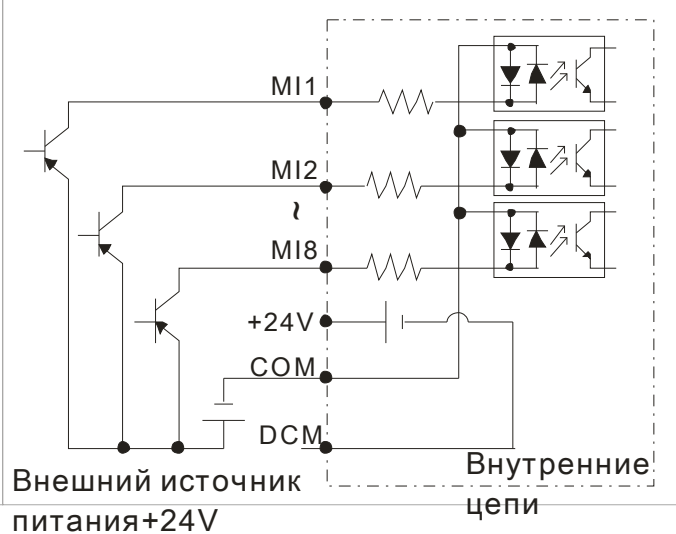 MI1
MI2
~
MI8
+24V
COM
DCM
Внешний источник
питания+24V
Внутренние
цепи